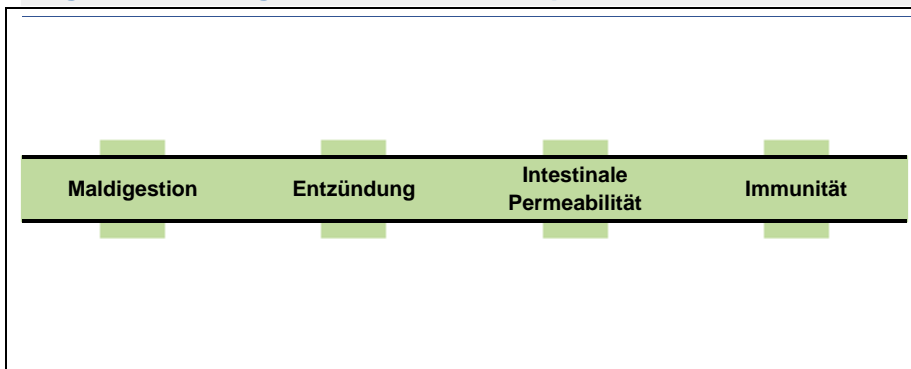 Maldigestion
Entzündung
Intestinale
Permeabilität
Immunität